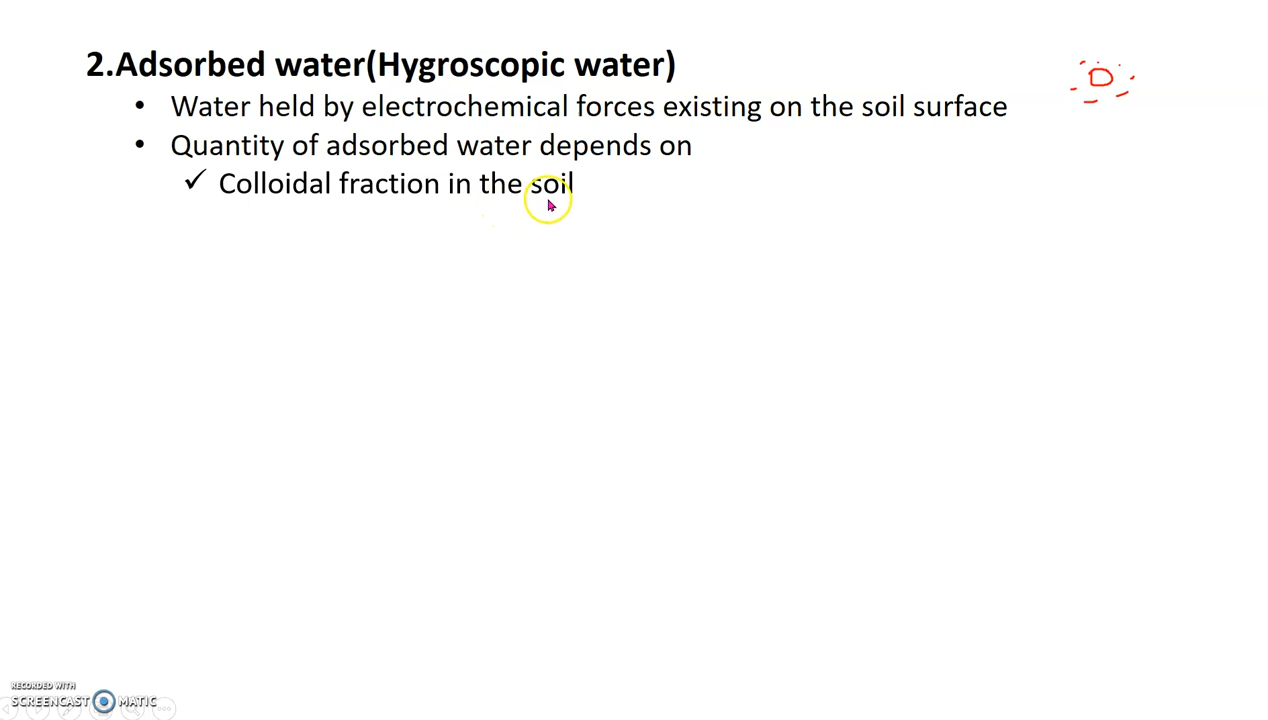 2.Adsorbed water(Hygroscopic water)
• Water held by electrochemical forces existing on the soil surface
• Quantity of adsorbed water depends on
✓ Colloidal fraction in the soil
RECORDED WITH
SCREENCAST MATIC